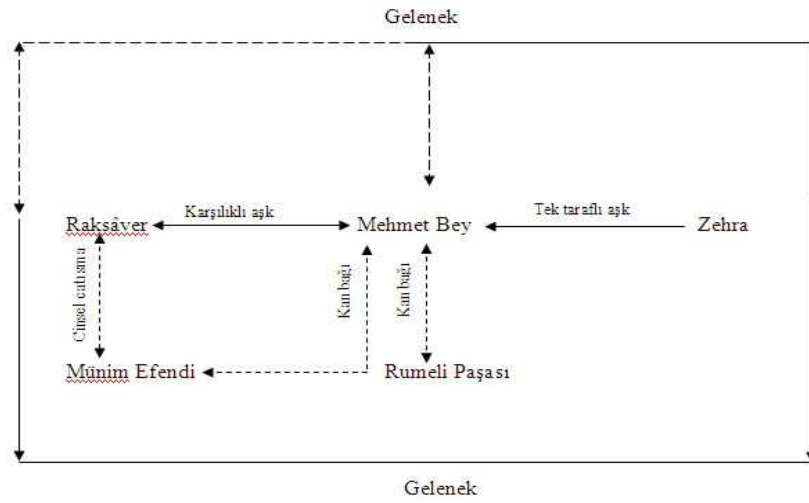 Gelenek
Karşılıklı aşk
Tek taraflı aşk
Raksâver
Mehmet Bey
Zehra
Cinsel çatışma
Kan bağı
Kan bağı
Münim Efendi
Rumeli Paşası
Gelenek